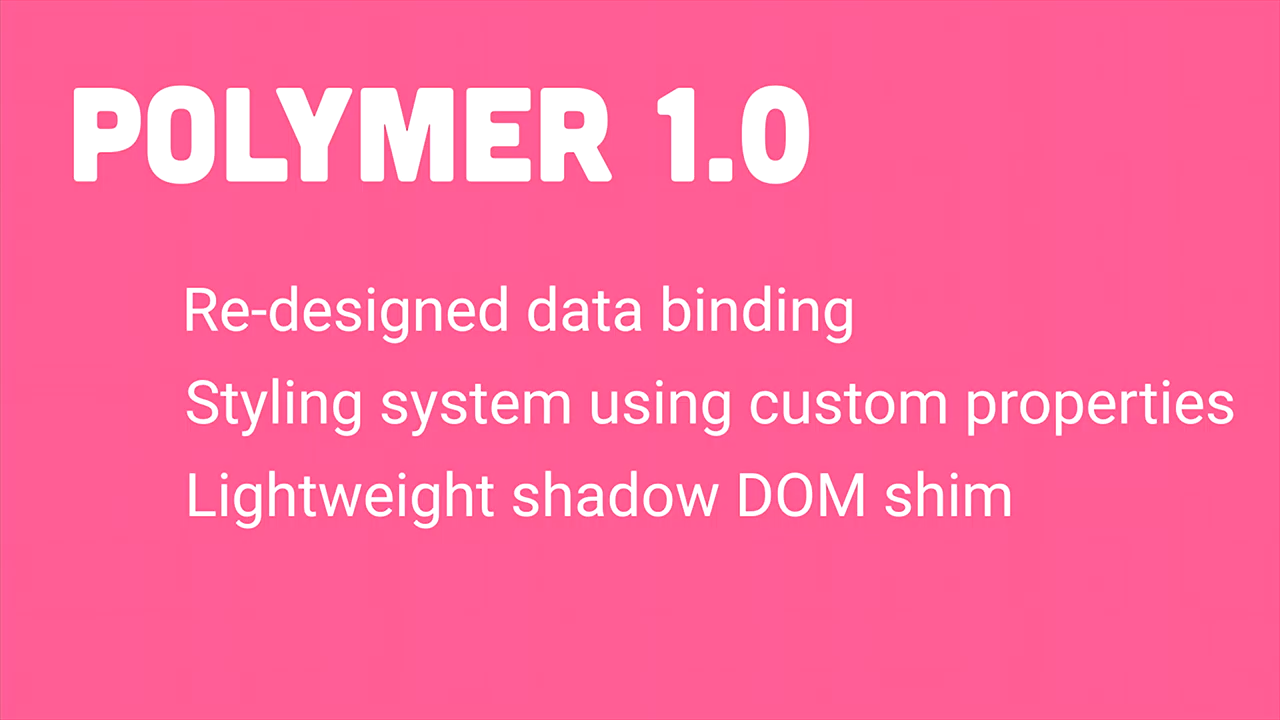 POLYMER 1.0
Re-designed data binding
Styling system using custom properties
Lightweight shadow DOM shim